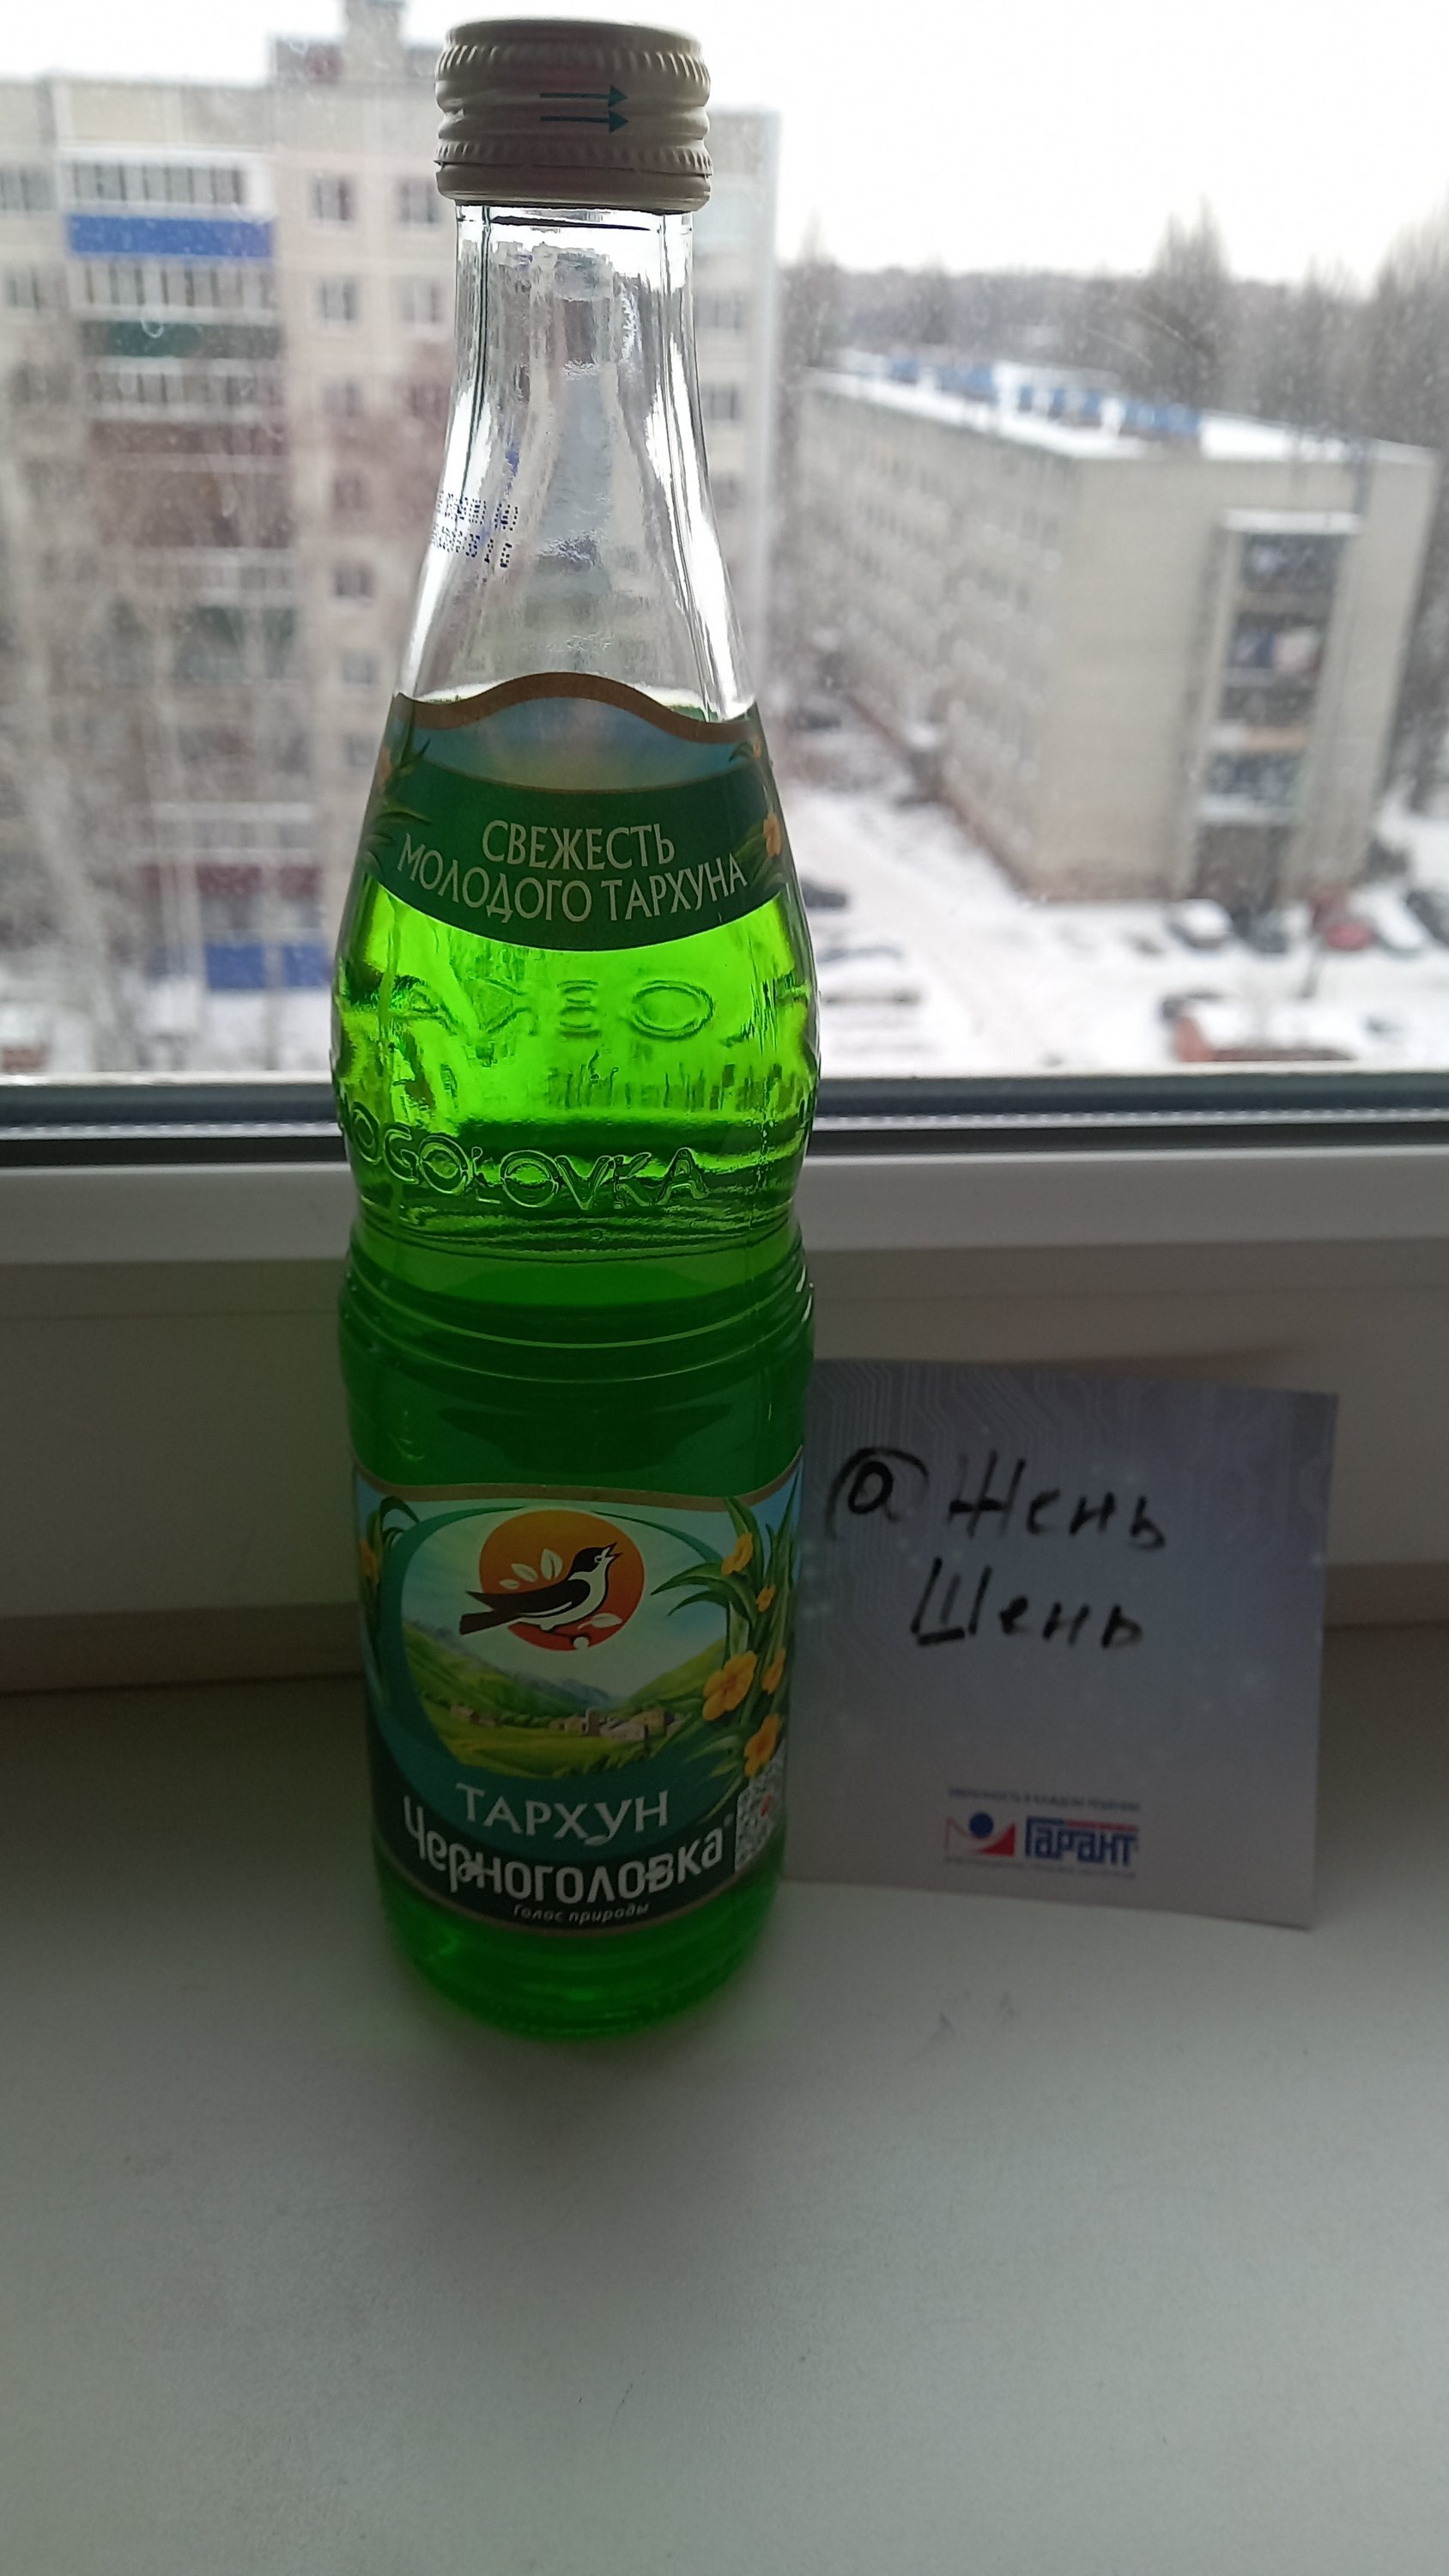 СВЕЖЕСТЬ
МОЛОДОГО ТАРХУНА
OGOLOVKA
ТАРХУН
Черноголовка
Голос природы
@ Жень
Шень
Гарант